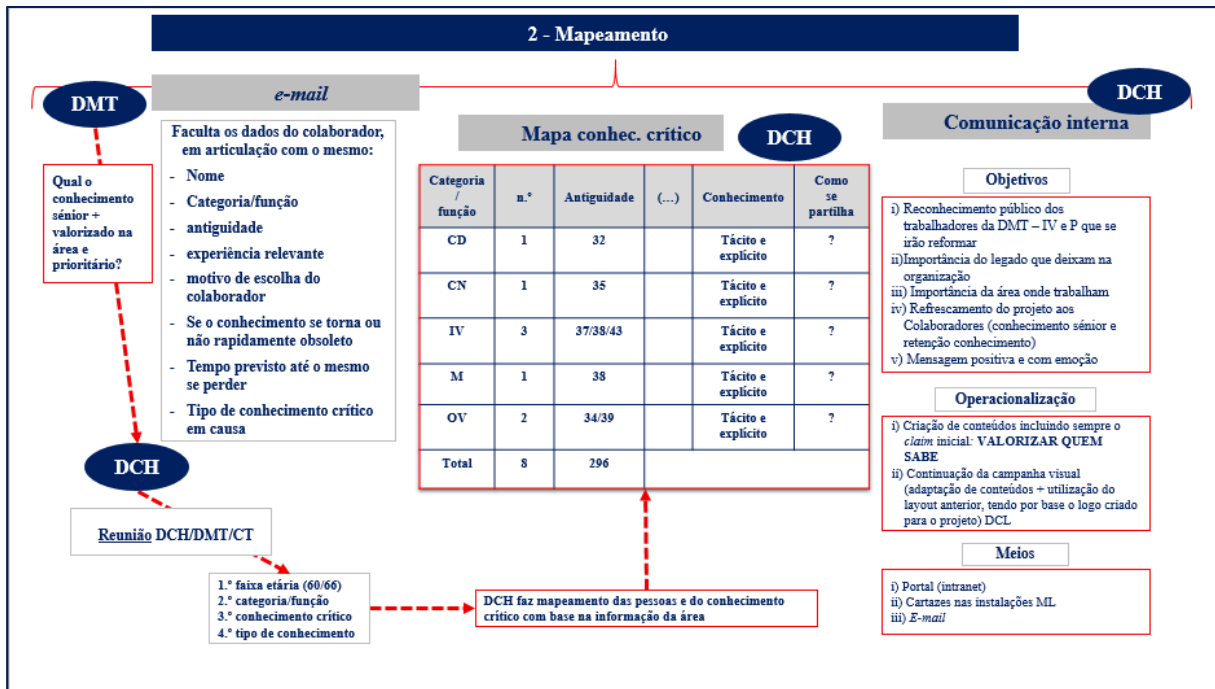 2 - Mapeamento
DMT
e-mail
DCH
Comunicação interna
Qual o
conhecimento
sénior +
valorizado na
área e
prioritário?
Faculta os dados do colaborador,
em articulação com o mesmo:
- Nome
- Categoria/função
- antiguidade
- experiência relevante
- motivo de escolha do
colaborador
- Se o conhecimento se torna ou
não rapidamente obsoleto
- Tempo previsto até o mesmo
se perder
- Tipo de conhecimento crítico
em causa
DCH
Reunião DCH/DMT/CT
1.º faixa etária (60/66)
2.º categoria/função
3.º conhecimento crítico
4.º tipo de conhecimento
DCH faz mapeamento das pessoas e do conhecimento
crítico com base na informação da área
Mapa conhec. crítico
DCH
Categoria
/
função
n.º
Antiguidade
(...)
Conhecimento
Como
se
partilha
CD
1
32
Tácito e
explícito
?
CN
1
35
Tácito e
explícito
?
IV
3
37/38/43
Tácito e
explícito
?
M
1
38
Tácito e
explícito
?
OV
2
34/39
Tácito e
explícito
?
Total
8
296
Objetivos
i) Reconhecimento público dos
trabalhadores da DMT – IV e P que se
irão reformar
ii)Importância do legado que deixam na
organização
iii) Importância da área onde trabalham
iv) Refrescamento do projeto aos
Colaboradores (conhecimento sénior e
retenção conhecimento)
v) Mensagem positiva e com emoção
Operacionalização
i) Criação de conteúdos incluindo sempre o
claim inicial: VALORIZAR QUEM
SABE
ii) Continuação da campanha visual
(adaptação de conteúdos + utilização do
layout anterior, tendo por base o logo criado
para o projeto) DCL
Meios
i) Portal (intranet)
ii) Cartazes nas instalações ML
iii) E-mail